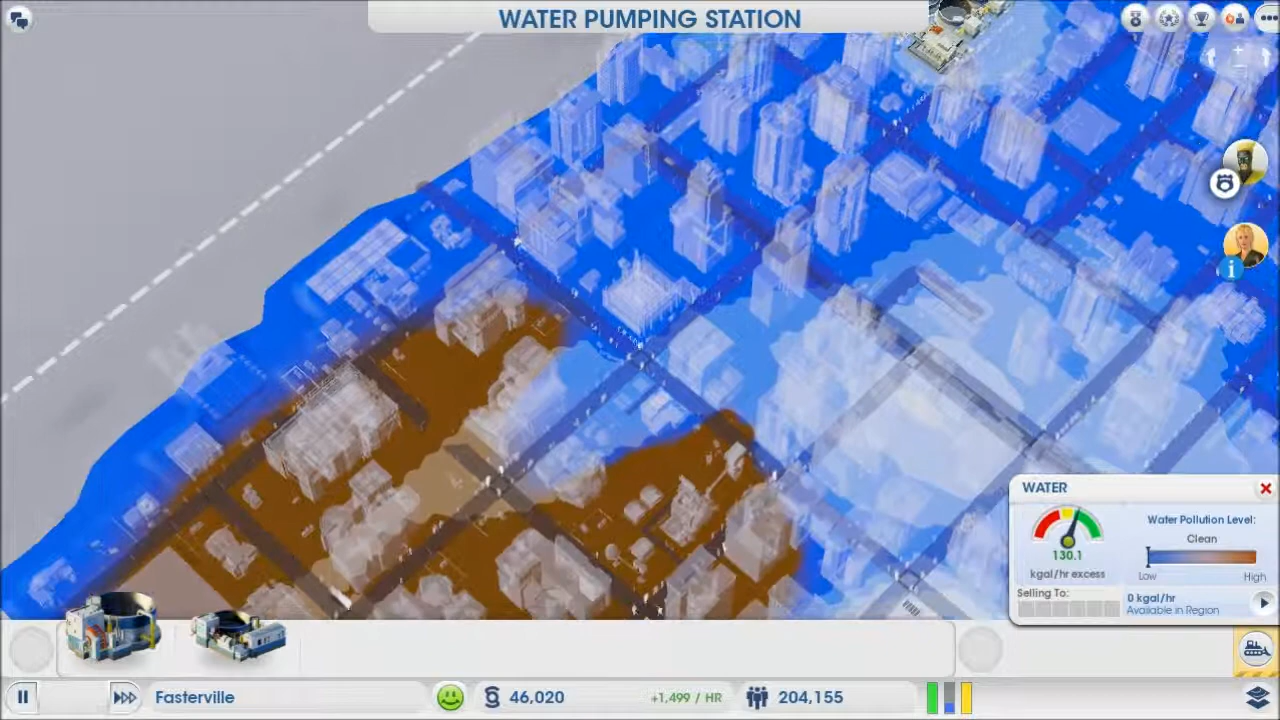 WATER PUMPING STATION
WATER
130.1
kgal/hr excess
Water Pollution Level:
Clean
Low
High
Selling To:
0 kgal/hr
Available in Region
Fasterville
46,020
+1,499 / HR
204,155